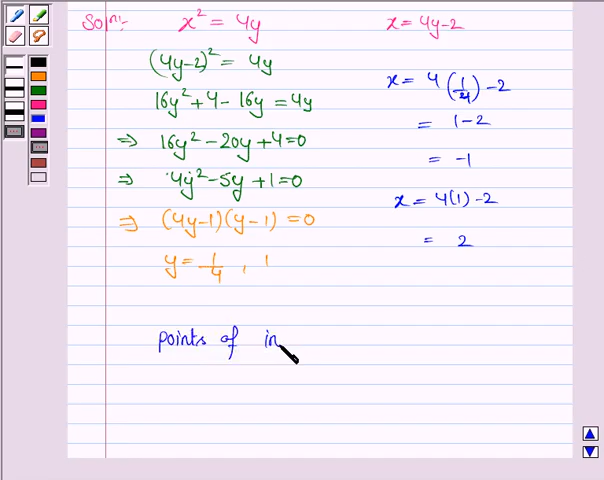 Soln:- x² = 4y
(4y-2)² = 4y
16y² + 4 - 16y = 4y
⇒ 16y² - 20y + 4 = 0
⇒ 4y² - 5y + 1 = 0
⇒ (4y-1)(y-1) = 0
y = 1/4 , 1
points of in
x = 4y-2
x = 4(1/4) - 2
= 1-2
= -1
x = 4(1) - 2
= 2